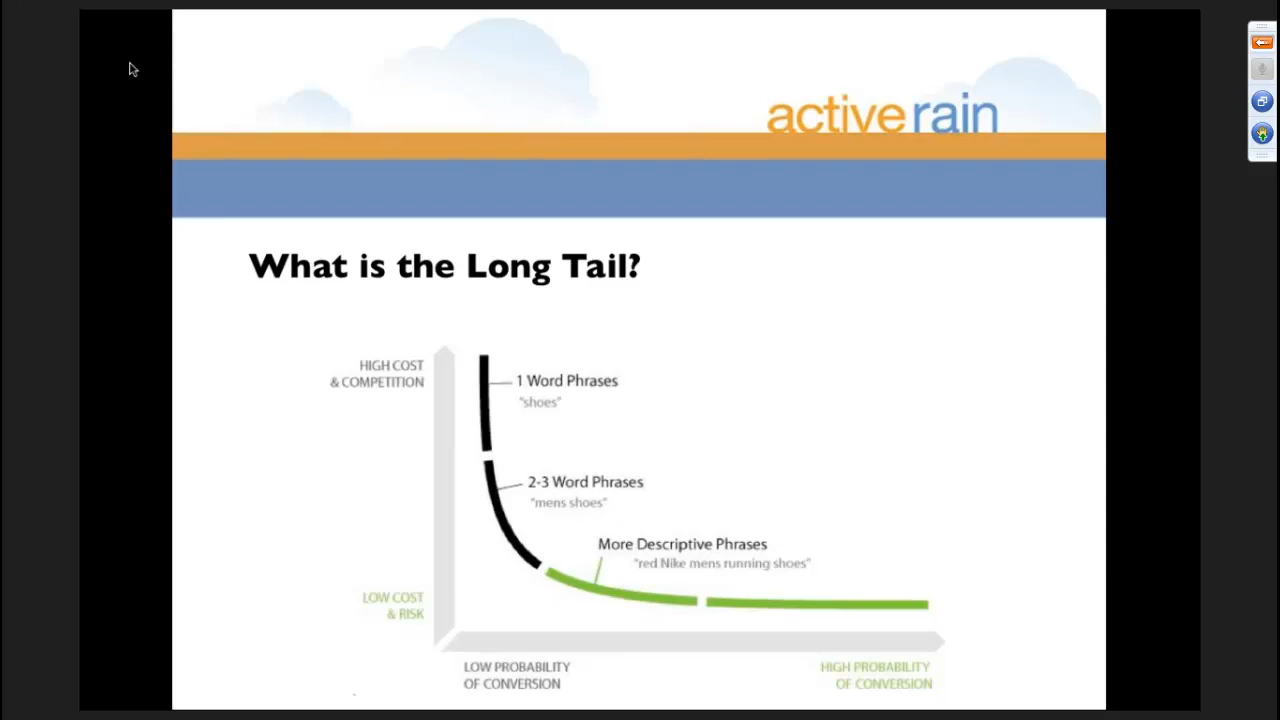 activerain
What is the Long Tail?
HIGH COST
& COMPETITION
1 Word Phrases
"shoes"
2-3 Word Phrases
"mens shoes"
More Descriptive Phrases
"red Nike mens running shoes"
LOW COST
& RISK
LOW PROBABILITY
OF CONVERSION
HIGH PROBABILITY
OF CONVERSION